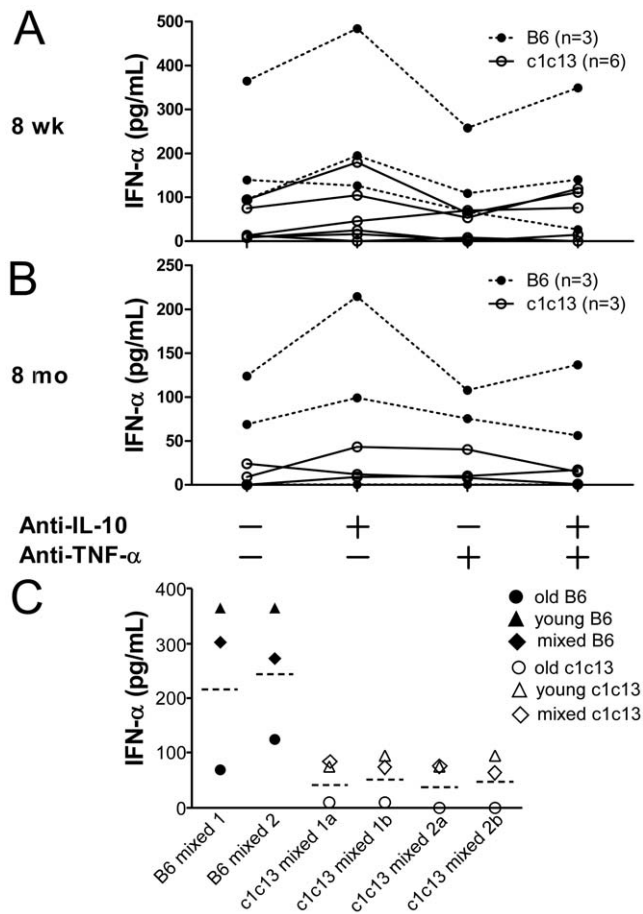 A
IFN-α (pg/mL)
500
400
300
200
100
0
B6 (n=3)
c1c13 (n=6)
8 wk
B
IFN-α (pg/mL)
250
200
150
100
50
0
B6 (n=3)
c1c13 (n=3)
8 mo
Anti-IL-10 — + — +
Anti-TNF-α — — + +
C
IFN-α (pg/mL)
400
300
200
100
0
old B6
young B6
mixed B6
old c1c13
young c1c13
mixed c1c13
B6 mixed 1
B6 mixed 2
c1c13 mixed 1a
c1c13 mixed 1b
c1c13 mixed 2a
c1c13 mixed 2b